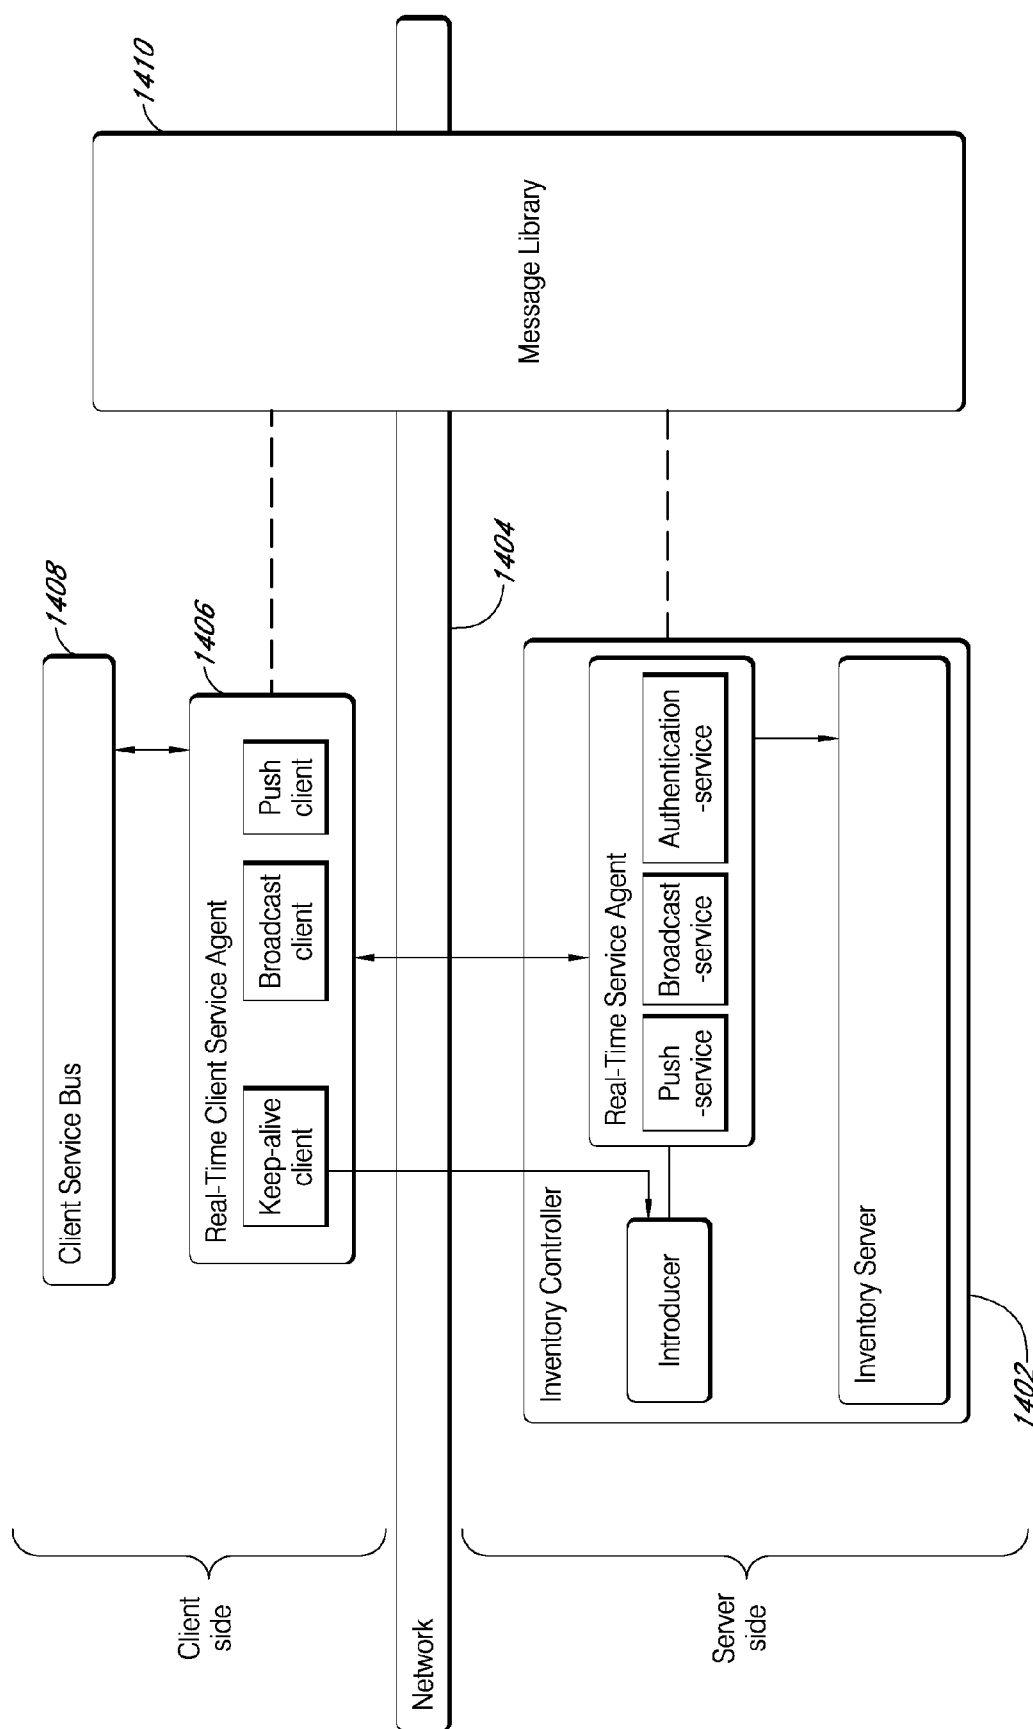 Client
side
Client Service Bus
1408
Real-Time Client Service Agent
1406
Keep-alive
client
Broadcast
client
Push
client
Network
1404
Message Library
1410
Server
side
Inventory Controller
Introducer
Real-Time Service Agent
Push
-service
Broadcast
-service
Authentication
-service
Inventory Server
1402